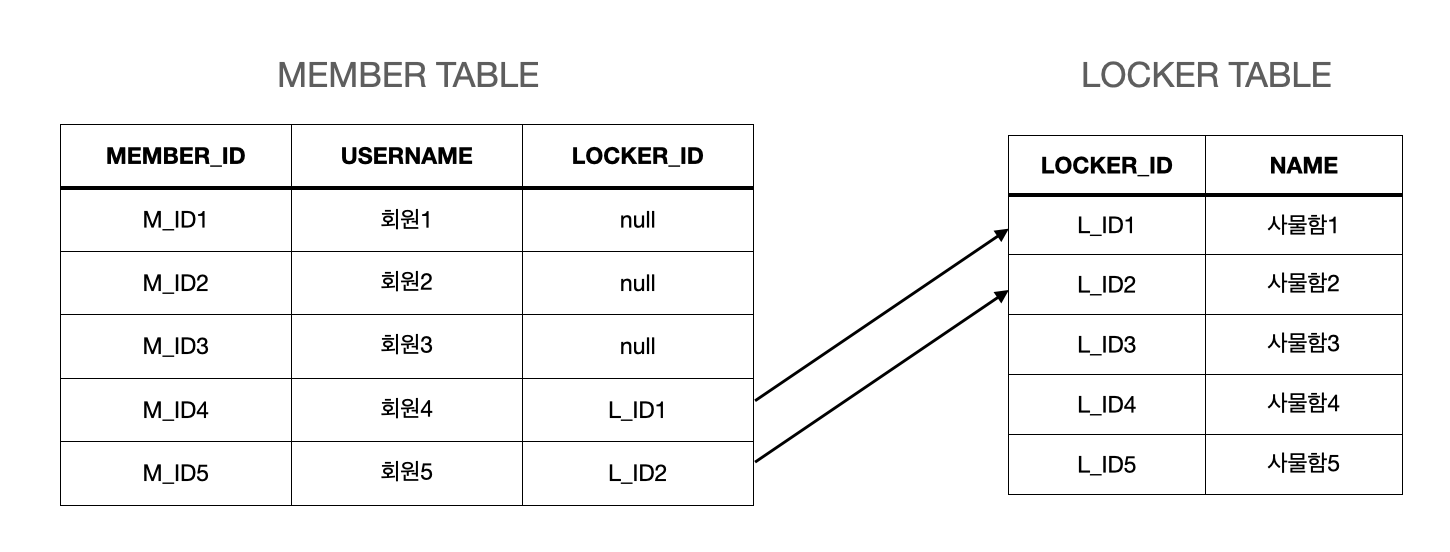 MEMBER TABLE
MEMBER_ID USERNAME LOCKER_ID
M_ID1 회원1 null
M_ID2 회원2 null
M_ID3 회원3 null
M_ID4 회원4 L_ID1
M_ID5 회원5 L_ID2
LOCKER TABLE
LOCKER_ID NAME
L_ID1 사물함1
L_ID2 사물함2
L_ID3 사물함3
L_ID4 사물함4
L_ID5 사물함5